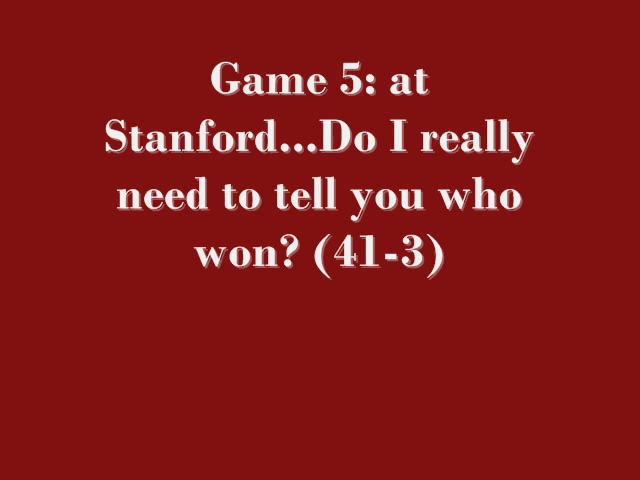 Game 5: at
Stanford...Do I really
need to tell you who
won? (41-3)